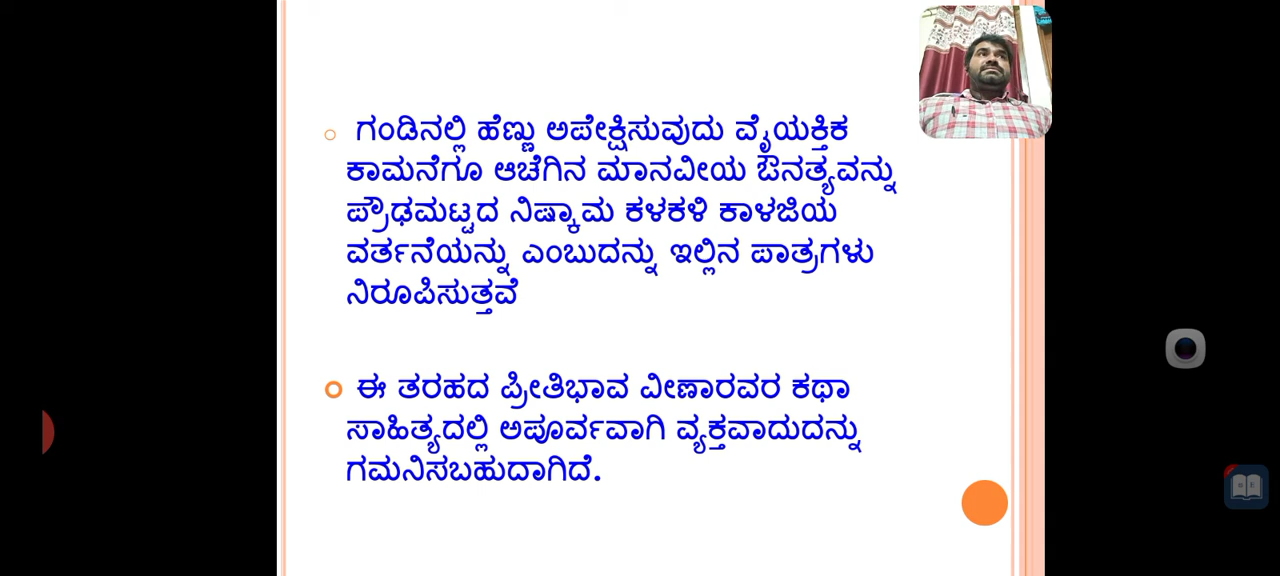 ಗಂಡಿನಲ್ಲಿ ಹೆಣ್ಣು ಅಪೇಕ್ಷಿಸುವುದು ವೈಯಕ್ತಿಕ
ಕಾಮನೆಗೂ ಆಚೆಗಿನ ಮಾನವೀಯ ಔನತ್ಯವನ್ನು
ಪ್ರೌಢಮಟ್ಟದ ನಿಷ್ಕಾಮ ಕಳಕಳಿ ಕಾಳಜಿಯ
ವರ್ತನೆಯನ್ನು ಎಂಬುದನ್ನು ಇಲ್ಲಿನ ಪಾತ್ರಗಳು
ನಿರೂಪಿಸುತ್ತವೆ
ಈ ತರಹದ ಪ್ರೀತಿಭಾವ ವೀಣಾರವರ ಕಥಾ
ಸಾಹಿತ್ಯದಲ್ಲಿ ಅಪೂರ್ವವಾಗಿ ವ್ಯಕ್ತವಾದುದನ್ನು
ಗಮನಿಸಬಹುದಾಗಿದೆ.